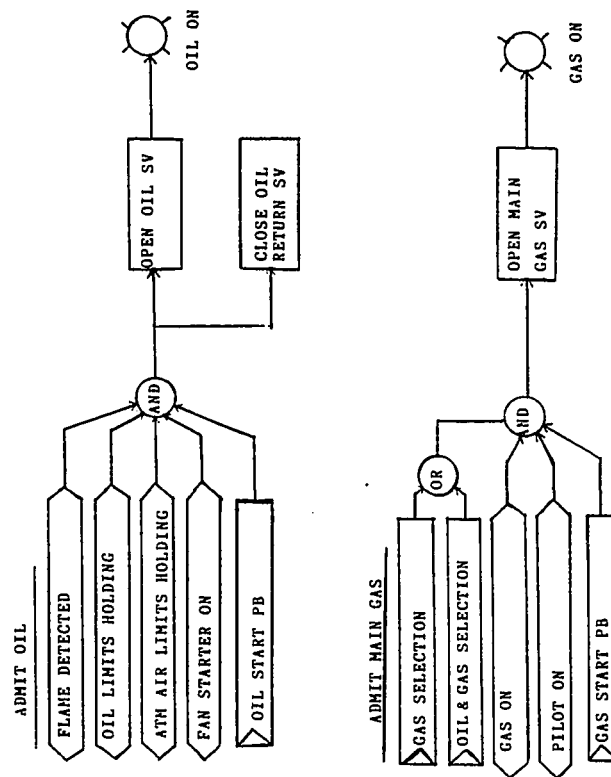 ADMIT OIL
FLAME DETECTED
OIL LIMITS HOLDING
ATM AIR LIMITS HOLDING
FAN STARTER ON
OIL START PB
AND
OPEN OIL SV
CLOSE OIL
RETURN SV
OIL ON
ADMIT MAIN GAS
GAS SELECTION
OIL & GAS SELECTION
GAS ON
PILOT ON
GAS START PB
OR
AND
OPEN MAIN
GAS SV
GAS ON